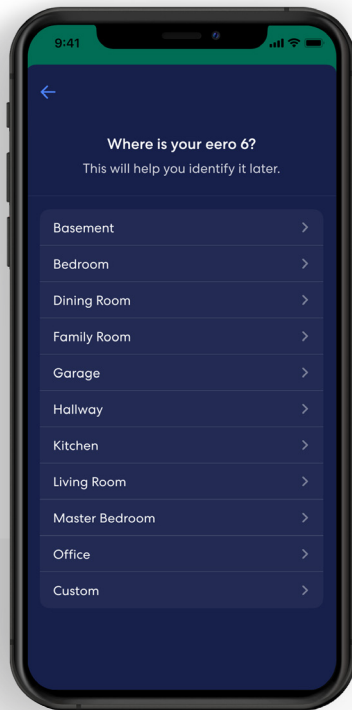 9:41
Where is your eero 6?
This will help you identify it later.
Basement
Bedroom
Dining Room
Family Room
Garage
Hallway
Kitchen
Living Room
Master Bedroom
Office
Custom